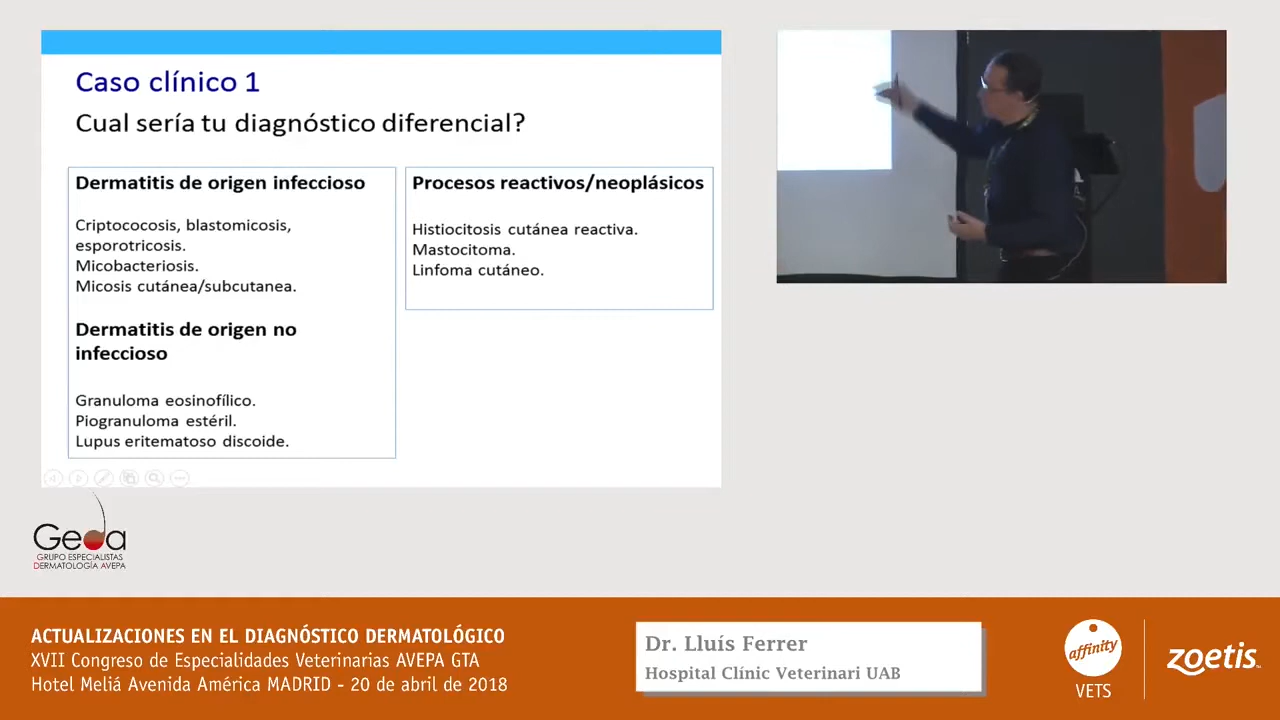 Caso clínico 1
Cual sería tu diagnóstico diferencial?
Dermatitis de origen infeccioso
Criptococosis, blastomicosis,
esporotricosis.
Micobacteriosis.
Micosis cutánea/subcutanea.
Dermatitis de origen no
infeccioso
Granuloma eosinofílico.
Piogranuloma estéril.
Lupus eritematoso discoide.
Procesos reactivos/neoplásicos
Histiocitosis cutánea reactiva.
Mastocitoma.
Linfoma cutáneo.
Geda
GRUPO ESPECIALISTAS
DERMATOLOGÍA AVEPA
ACTUALIZACIONES EN EL DIAGNÓSTICO DERMATOLÓGICO
XVII Congreso de Especialidades Veterinarias AVEPA GTA
Hotel Meliá Avenida América MADRID - 20 de abril de 2018
Dr. Lluís Ferrer
Hospital Clínic Veterinari UAB
affinity
VETS
zoetis